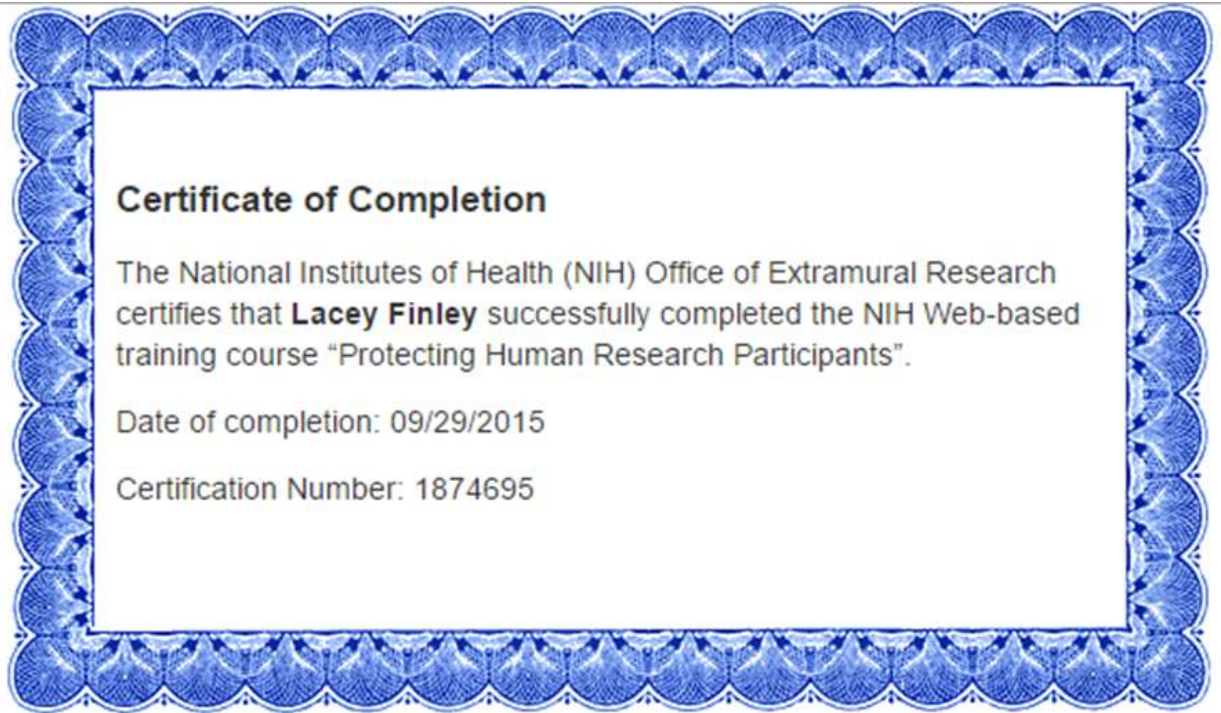 Certificate of Completion
The National Institutes of Health (NIH) Office of Extramural Research
certifies that Lacey Finley successfully completed the NIH Web-based
training course “Protecting Human Research Participants”.
Date of completion: 09/29/2015
Certification Number: 1874695